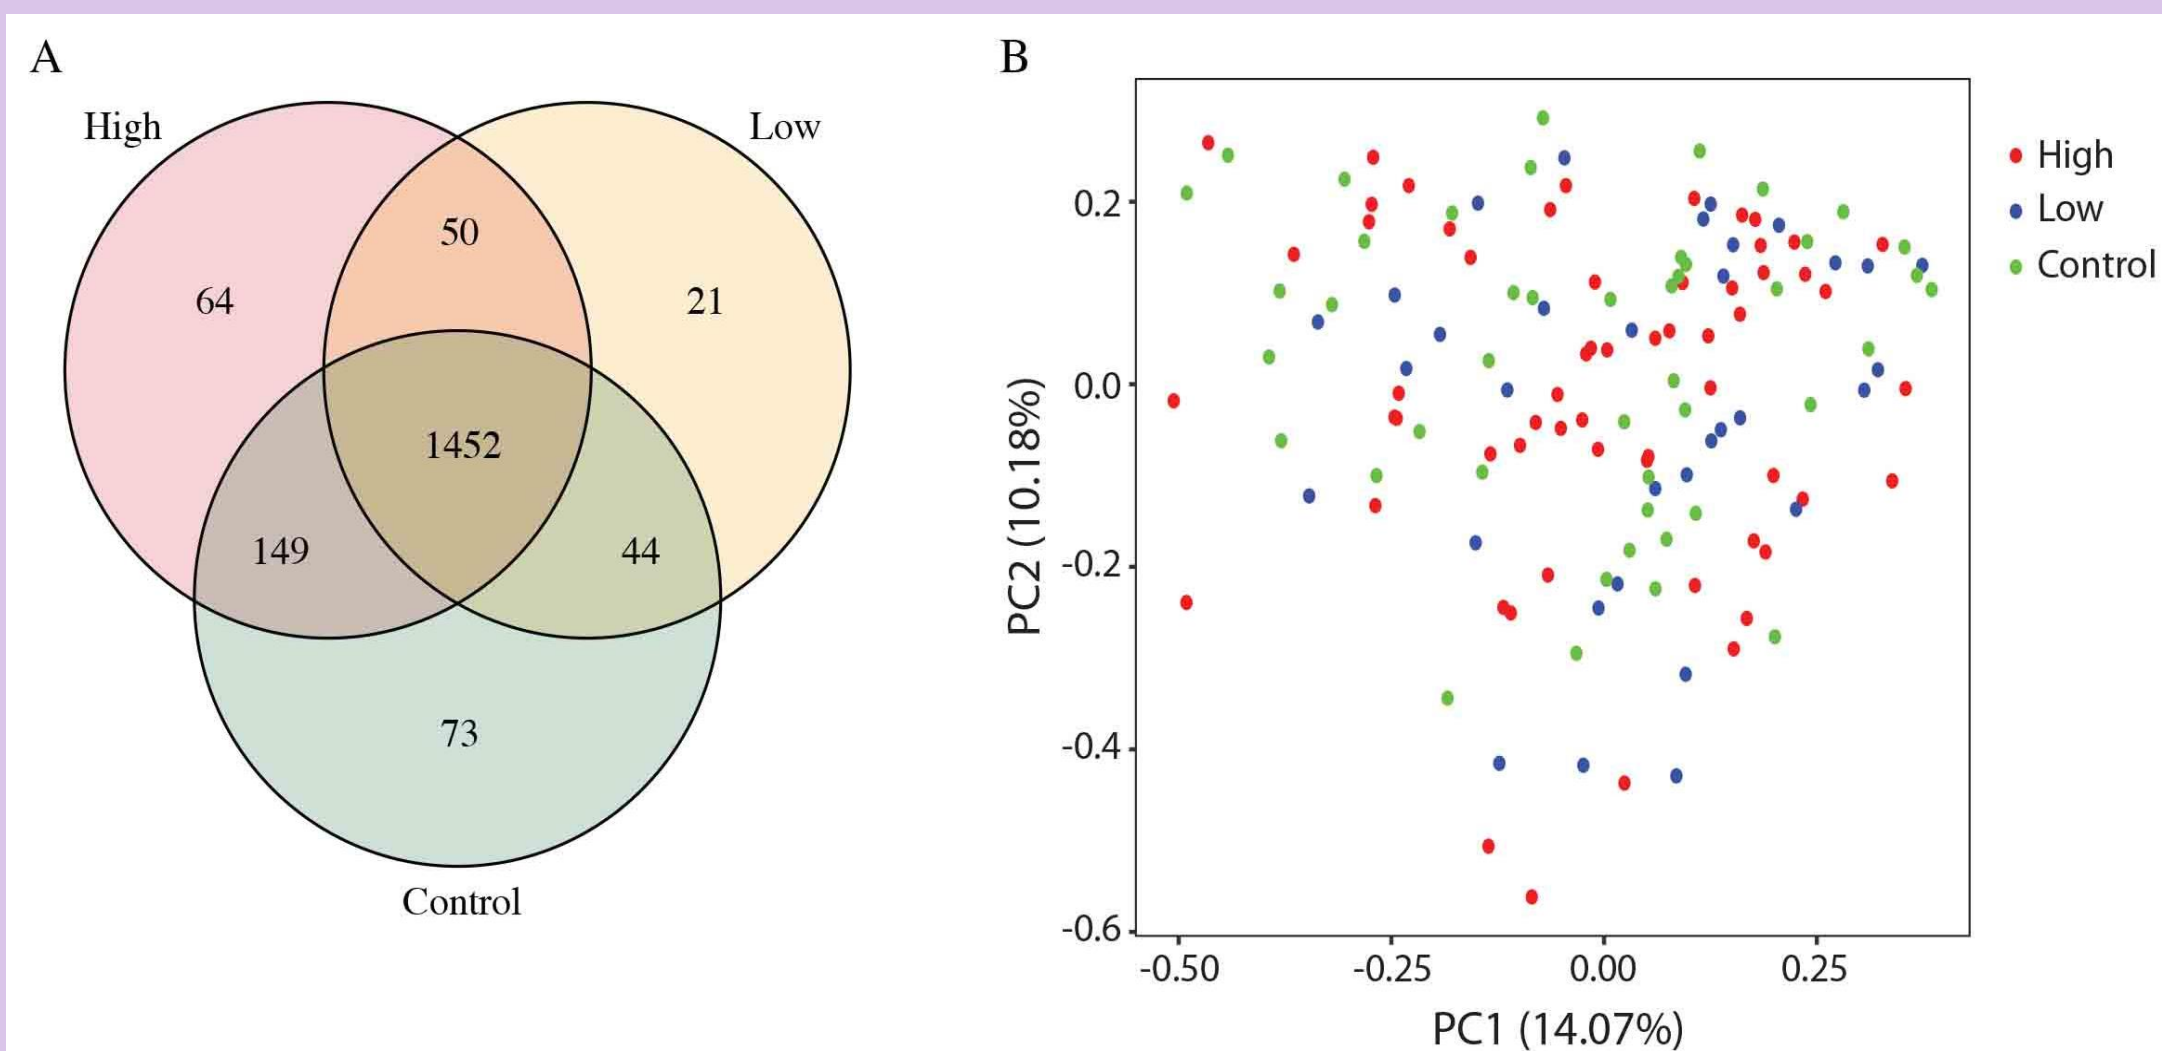 A
High
Low
50
64
21
1452
149
44
73
Control
B
High
Low
Control
PC2 (10.18%)
0.2
0.0
-0.2
-0.4
-0.6
-0.50
-0.25
0.00
0.25
PC1 (14.07%)